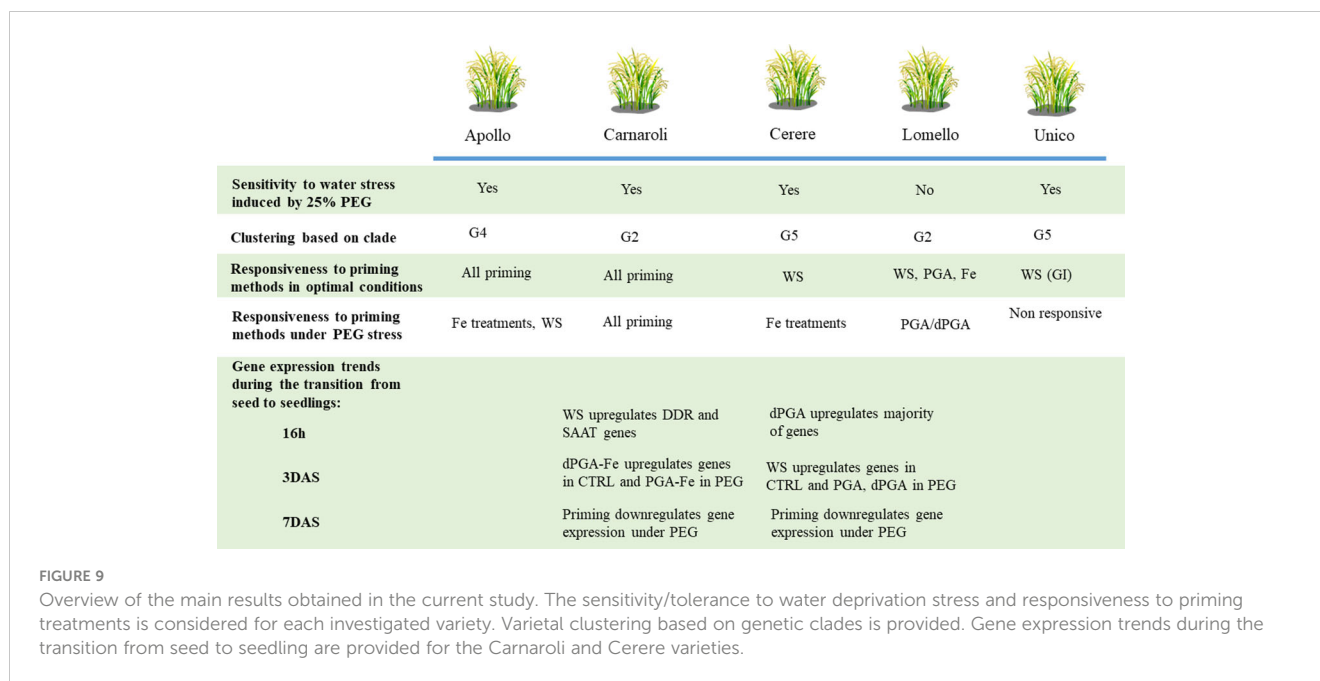 Apollo Carnaroli Cerere Lomello Unico
Sensitivity to water stress
induced by 25% PEG
Yes Yes Yes No Yes
Clustering based on clade
G4 G2 G5 G2 G5
Responsiveness to priming
methods in optimal conditions
All priming All priming WS WS, PGA, Fe WS (GI)
Responsiveness to priming
methods under PEG stress
Fe treatments, WS All priming Fe treatments PGA/dPGA Non responsive
Gene expression trends
during the transition from
seed to seedlings:
16h
WS upregulates DDR and
SAAT genes
dPGA upregulates majority
of genes
3DAS
dPGA-Fe upregulates genes
in CTRL and PGA-Fe in PEG
WS upregulates genes in
CTRL and PGA, dPGA in PEG
7DAS
Priming downregulates gene
expression under PEG
Priming downregulates gene
expression under PEG
FIGURE 9
Overview of the main results obtained in the current study. The sensitivity/tolerance to water deprivation stress and responsiveness to priming
treatments is considered for each investigated variety. Varietal clustering based on genetic clades is provided. Gene expression trends during the
transition from seed to seedling are provided for the Carnaroli and Cerere varieties.